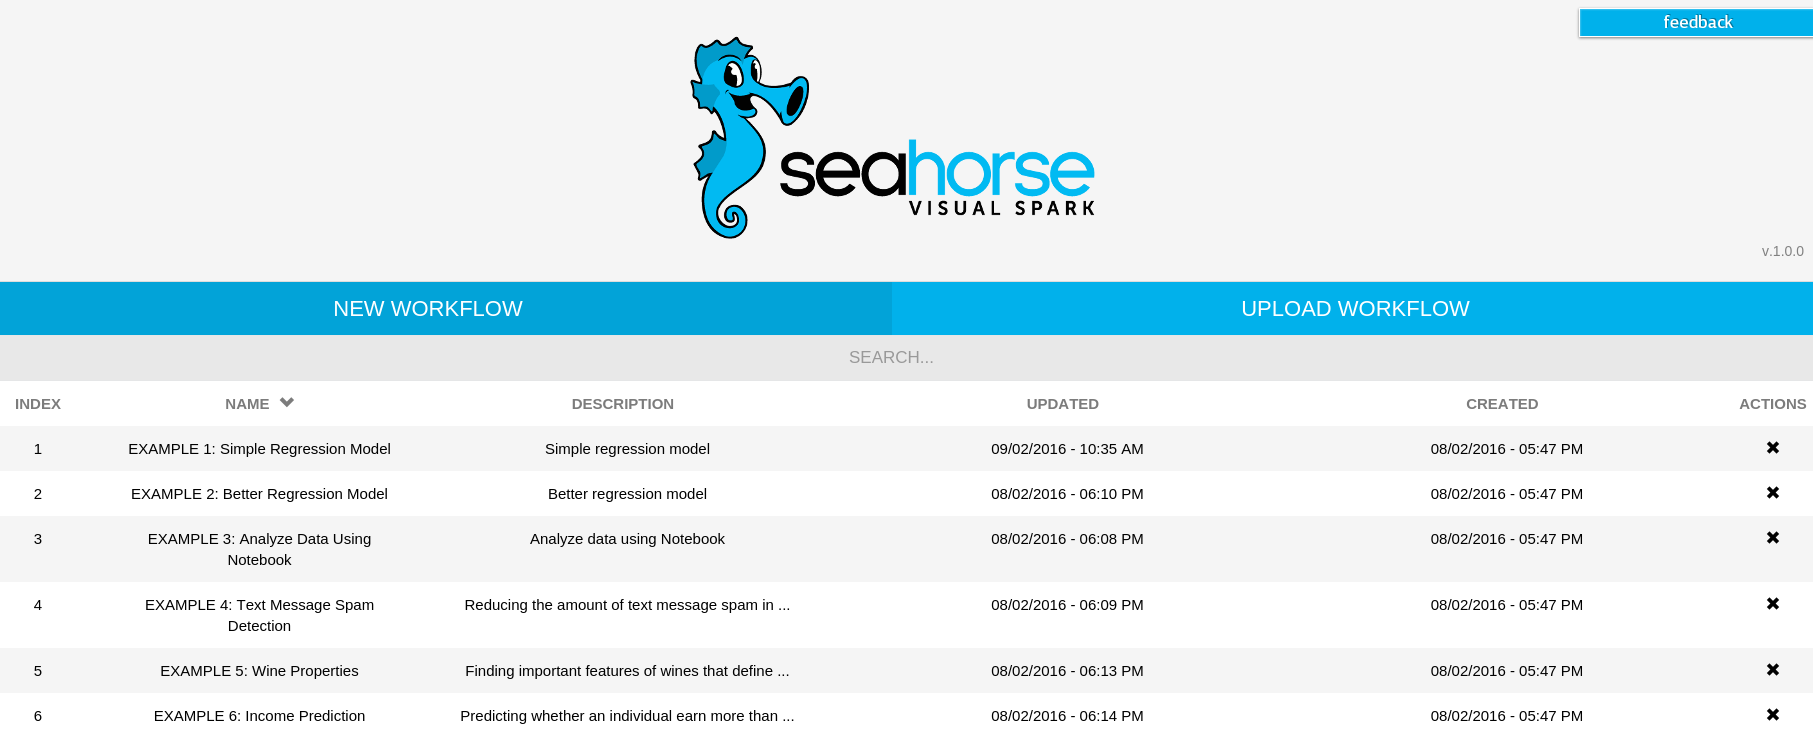 feedback
seahorse
VISUAL SPARK
v.1.0.0
NEW WORKFLOW UPLOAD WORKFLOW
SEARCH...
INDEX NAME DESCRIPTION UPDATED CREATED ACTIONS
1 EXAMPLE 1: Simple Regression Model Simple regression model 09/02/2016 - 10:35 AM 08/02/2016 - 05:47 PM
2 EXAMPLE 2: Better Regression Model Better regression model 08/02/2016 - 06:10 PM 08/02/2016 - 05:47 PM
3 EXAMPLE 3: Analyze Data Using Analyze data using Notebook 08/02/2016 - 06:08 PM 08/02/2016 - 05:47 PM
Notebook
4 EXAMPLE 4: Text Message Spam Reducing the amount of text message spam in ... 08/02/2016 - 06:09 PM 08/02/2016 - 05:47 PM
Detection
5 EXAMPLE 5: Wine Properties Finding important features of wines that define ... 08/02/2016 - 06:13 PM 08/02/2016 - 05:47 PM
6 EXAMPLE 6: Income Prediction Predicting whether an individual earn more than ... 08/02/2016 - 06:14 PM 08/02/2016 - 05:47 PM